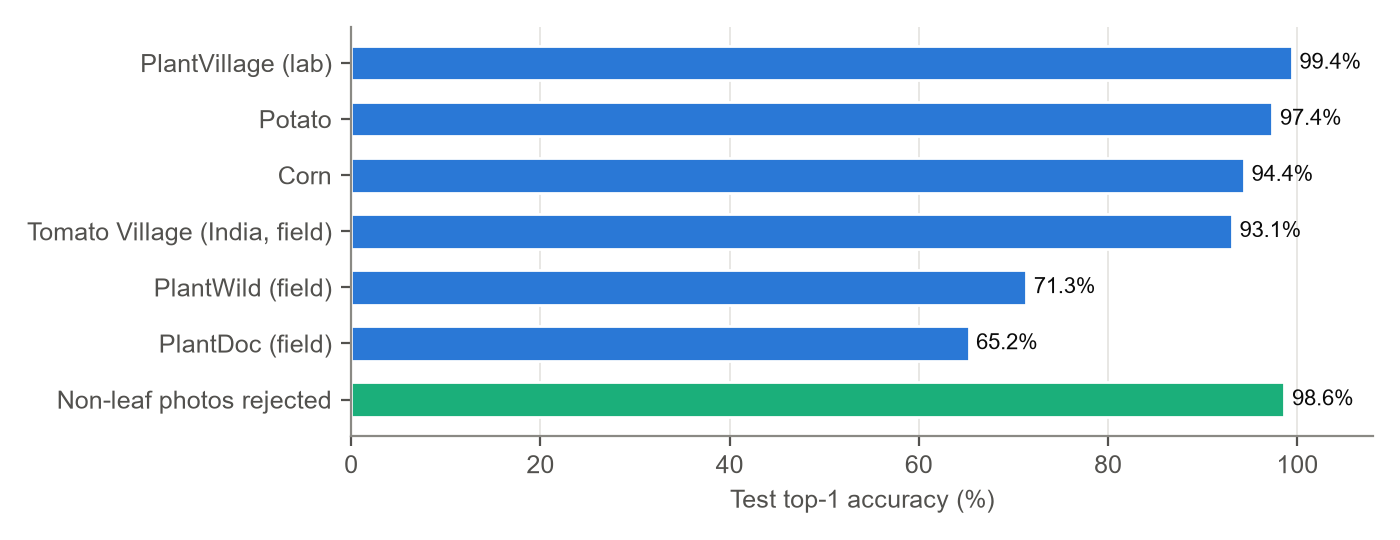 PlantVillage (lab) 99.4%
Potato 97.4%
Corn 94.4%
Tomato Village (India, field) 93.1%
PlantWild (field) 71.3%
PlantDoc (field) 65.2%
Non-leaf photos rejected 98.6%
0 20 40 60 80 100
Test top-1 accuracy (%)